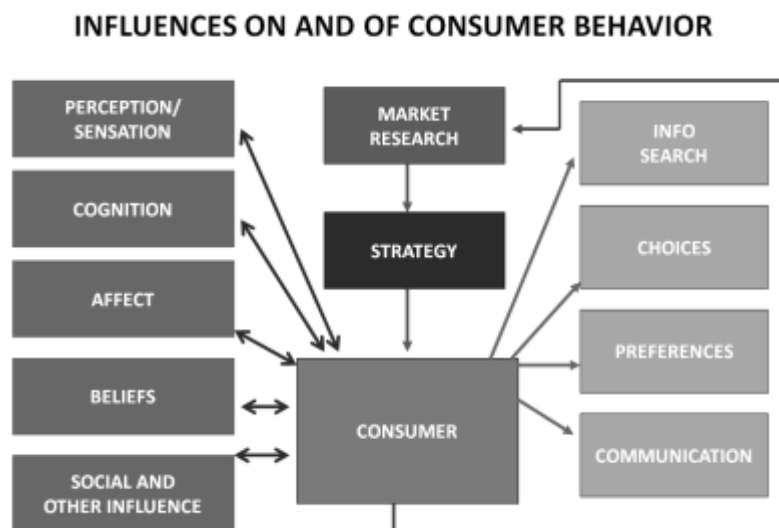 INFLUENCES ON AND OF CONSUMER BEHAVIOR
PERCEPTION/
SENSATION
COGNITION
AFFECT
BELIEFS
SOCIAL AND
OTHER INFLUENCE
MARKET
RESEARCH
STRATEGY
CONSUMER
INFO
SEARCH
CHOICES
PREFERENCES
COMMUNICATION